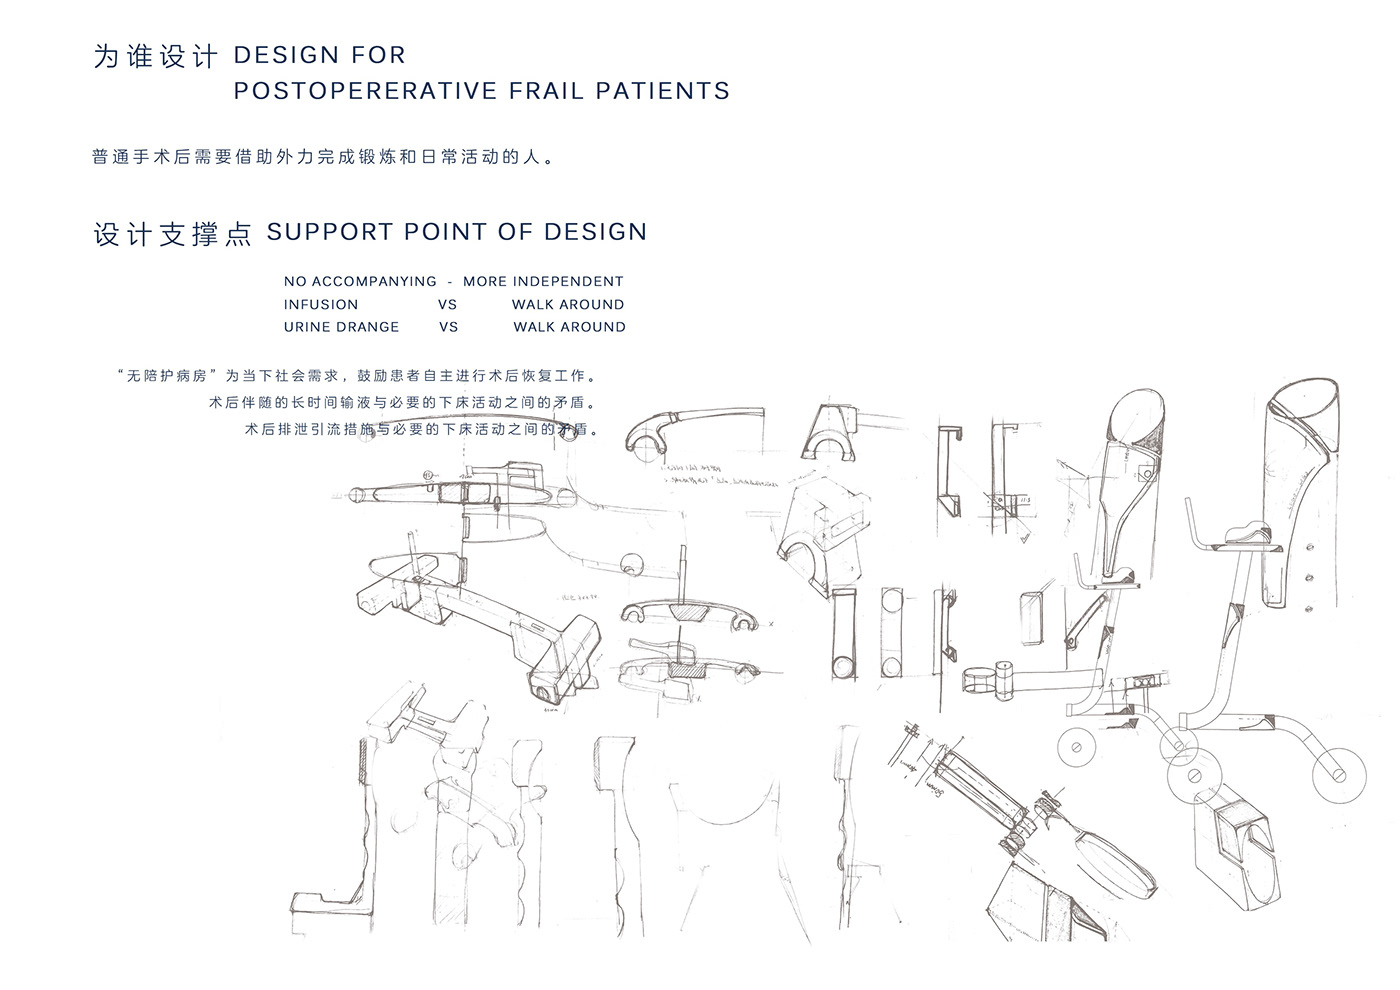 为谁设计 DESIGN FOR
POSTOPERERATIVE FRAIL PATIENTS
普通手术后需要借助外力完成锻炼和日常活动的人。
设计支撑点 SUPPORT POINT OF DESIGN
NO ACCOMPANYING - MORE INDEPENDENT
INFUSION VS WALK AROUND
URINE DRANGE VS WALK AROUND
“无陪护病房”为当下社会需求，鼓励患者自主进行术后恢复工作。
术后伴随的长时间输液与必要的下床活动之间的矛盾。
术后排泄引流措施与必要的下床活动之间的矛盾。